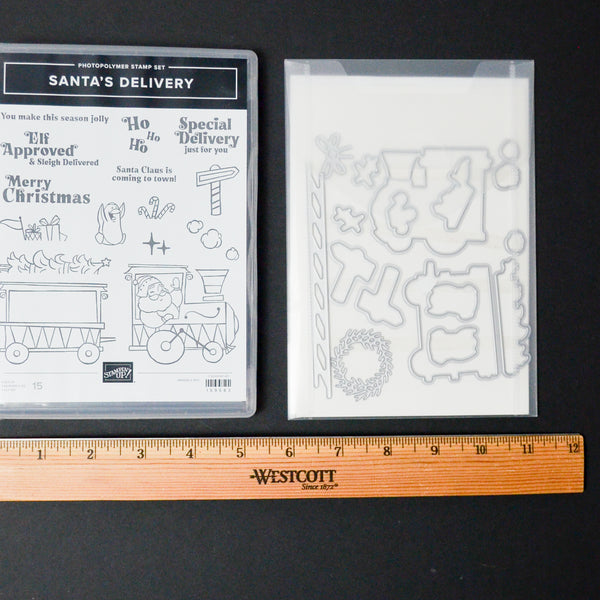 PHOTOPOLYMER STAMP SET
SANTA'S DELIVERY
You make this season jolly
Elf
Approved
& Sleigh Delivered
Ho
Ho
Ho
Special
Delivery
just for you
Santa Claus is
coming to town!
Merry
Christmas
STAMPIN' UP!
15
1 2 3 4 5 6 7 8 9 10 11 12
WESTCOTT
Since 1872®